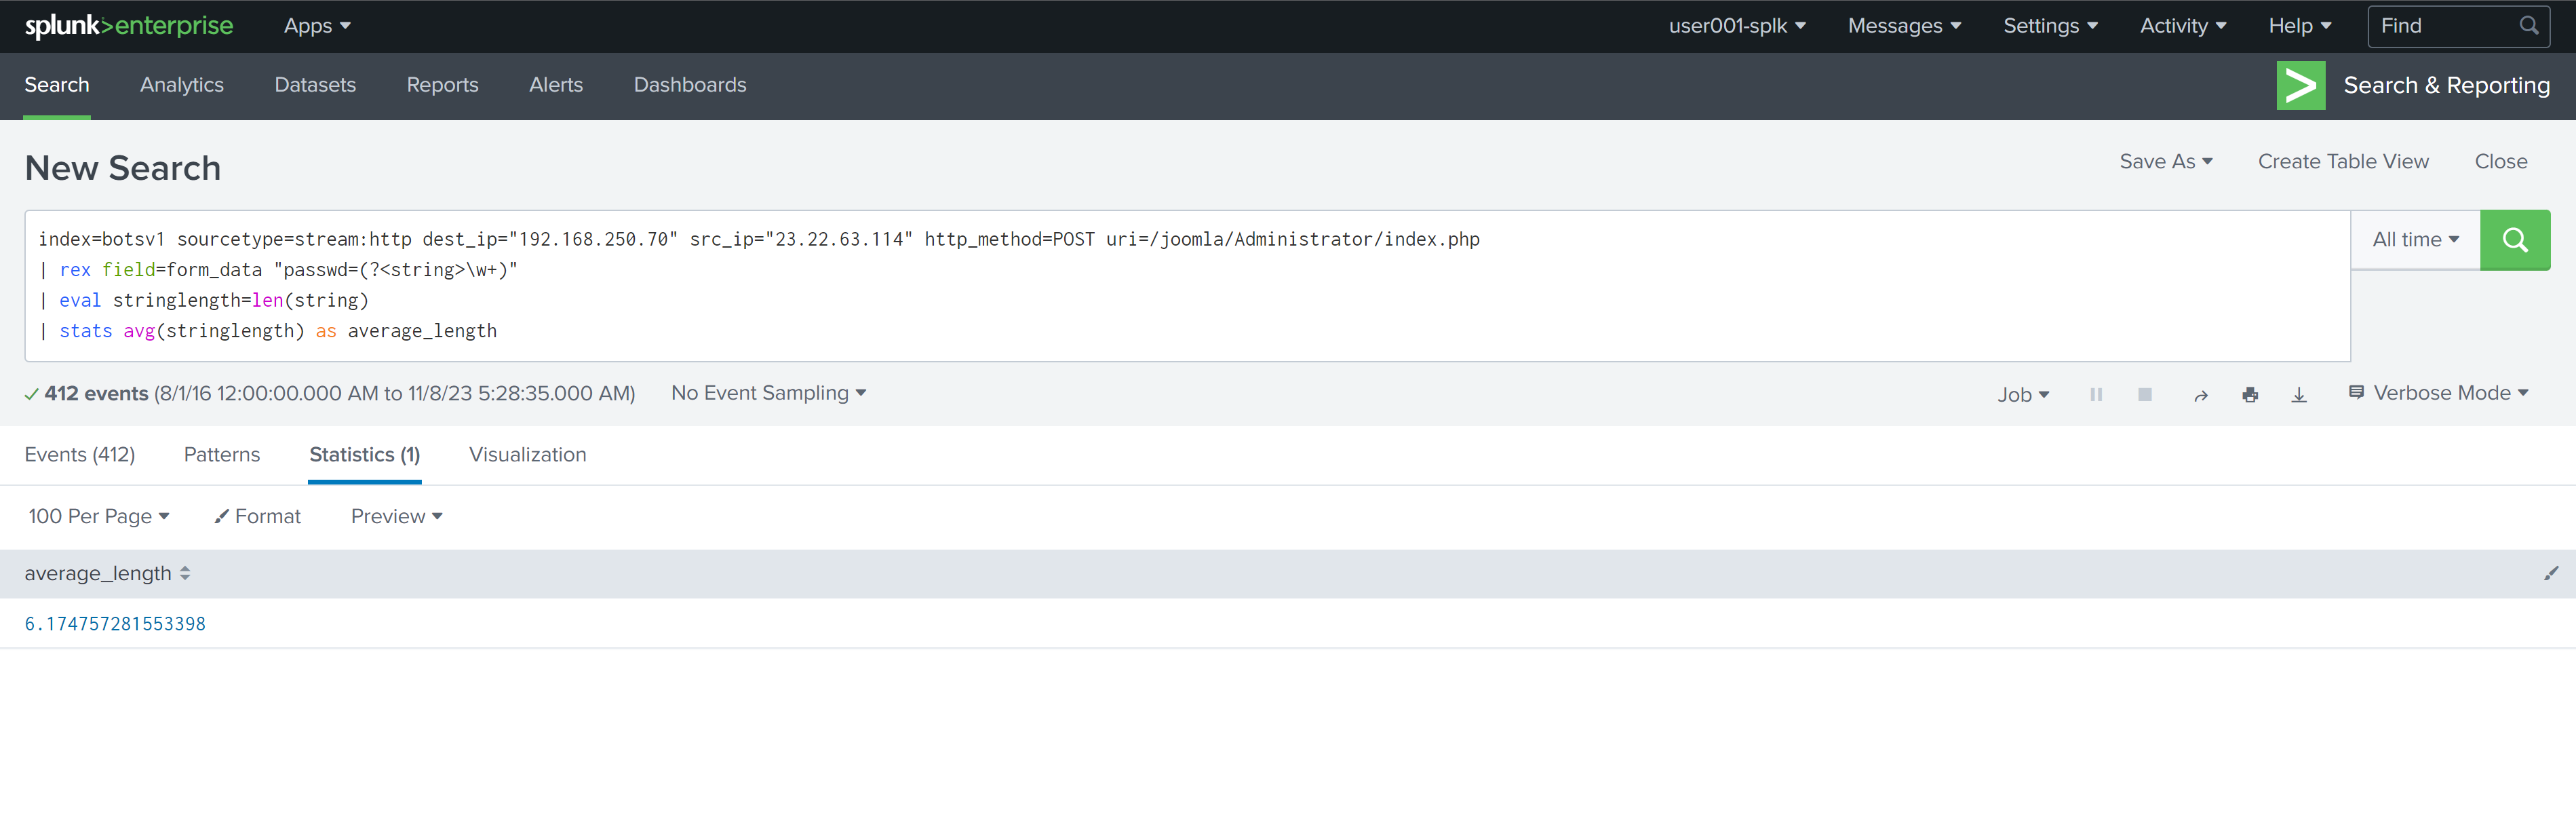 splunk>enterprise Apps user001-splk Messages Settings Activity Help Find
Search Analytics Datasets Reports Alerts Dashboards > Search & Reporting
New Search Save As Create Table View Close
index=botsv1 sourcetype=stream:http dest_ip="192.168.250.70" src_ip="23.22.63.114" http_method=POST uri=/joomla/Administrator/index.php All time
| rex field=form_data "passwd=(?<string>\w+)"
| eval stringlength=len(string)
| stats avg(stringlength) as average_length
412 events (8/1/16 12:00:00.000 AM to 11/8/23 5:28:35.000 AM) No Event Sampling Job Verbose Mode
Events (412) Patterns Statistics (1) Visualization
100 Per Page Format Preview
average_length
6.174757281553398